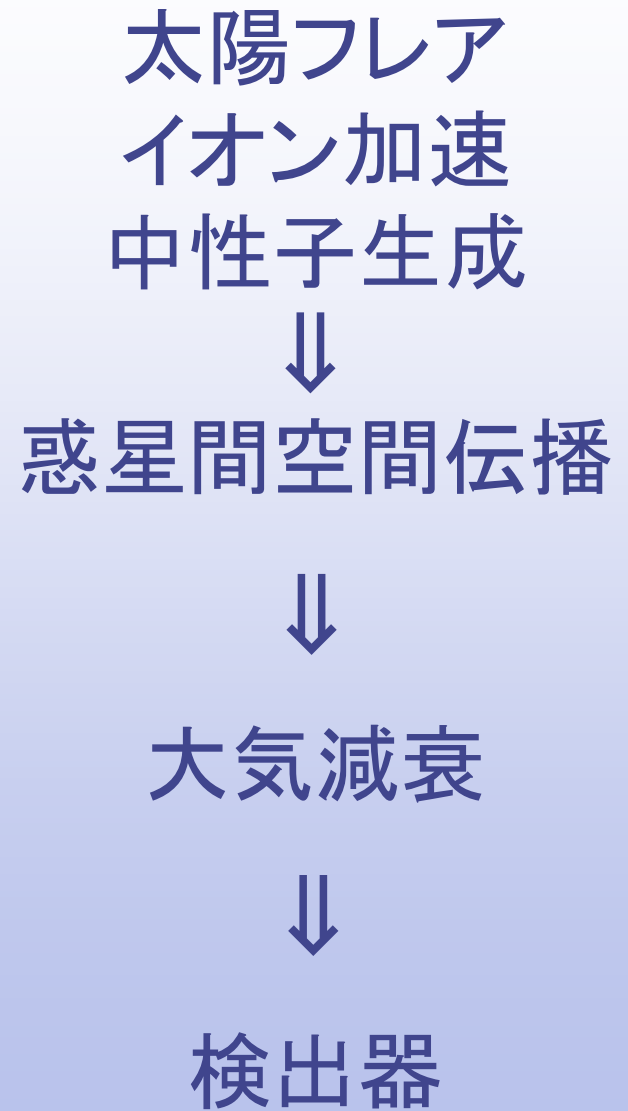 太陽フレア
イオン加速
中性子生成
⇓
惑星間空間伝播
⇓
大気減衰
⇓
検出器